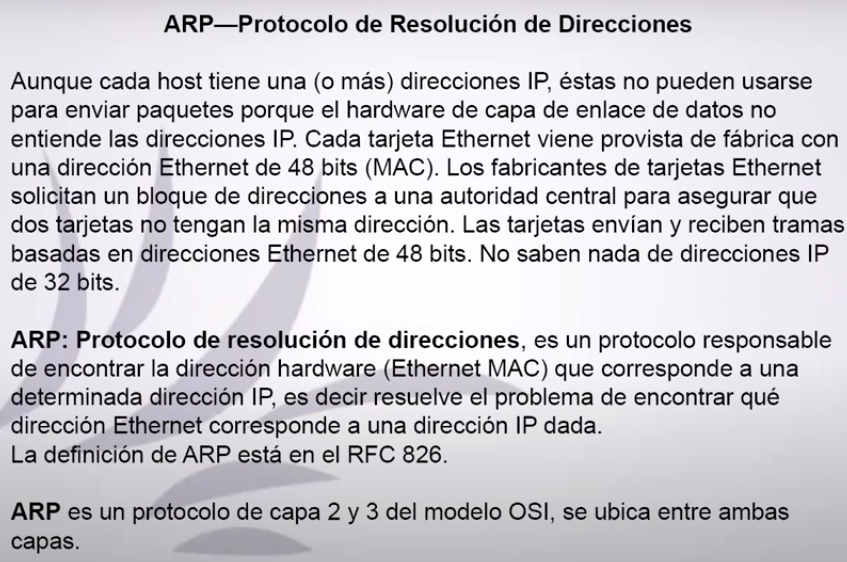 ARP—Protocolo de Resolución de Direcciones
Aunque cada host tiene una (o más) direcciones IP, éstas no pueden usarse
para enviar paquetes porque el hardware de capa de enlace de datos no
entiende las direcciones IP. Cada tarjeta Ethernet viene provista de fábrica con
una dirección Ethernet de 48 bits (MAC). Los fabricantes de tarjetas Ethernet
solicitan un bloque de direcciones a una autoridad central para asegurar que
dos tarjetas no tengan la misma dirección. Las tarjetas envían y reciben tramas
basadas en direcciones Ethernet de 48 bits. No saben nada de direcciones IP
de 32 bits.
ARP: Protocolo de resolución de direcciones, es un protocolo responsable
de encontrar la dirección hardware (Ethernet MAC) que corresponde a una
determinada dirección IP, es decir resuelve el problema de encontrar qué
dirección Ethernet corresponde a una dirección IP dada.
La definición de ARP está en el RFC 826.
ARP es un protocolo de capa 2 y 3 del modelo OSI, se ubica entre ambas
capas.